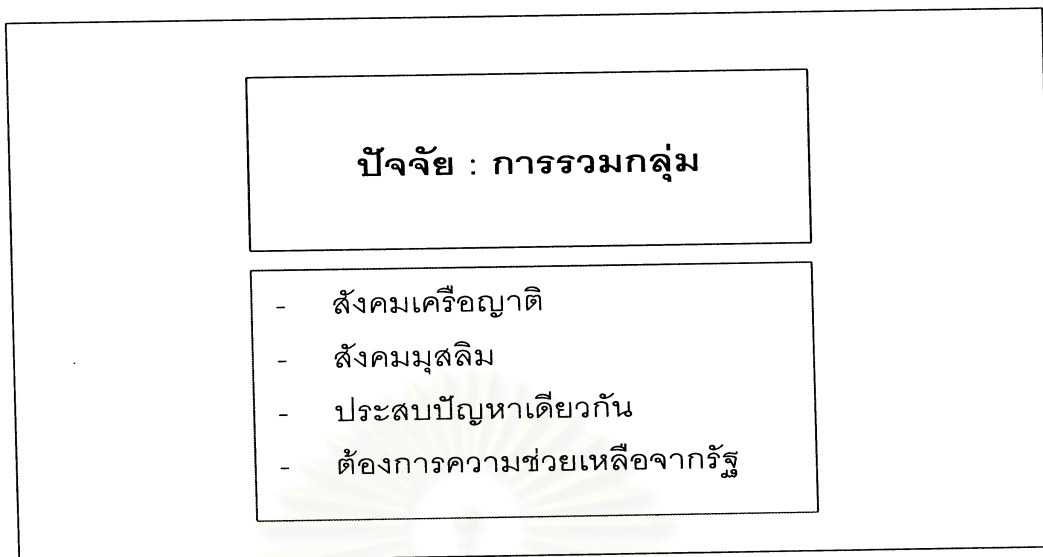 ปัจจัย : การรวมกลุ่ม
- สังคมเครือญาติ
- สังคมมุสลิม
- ประสบปัญหาเดียวกัน
- ต้องการความช่วยเหลือจากรัฐ